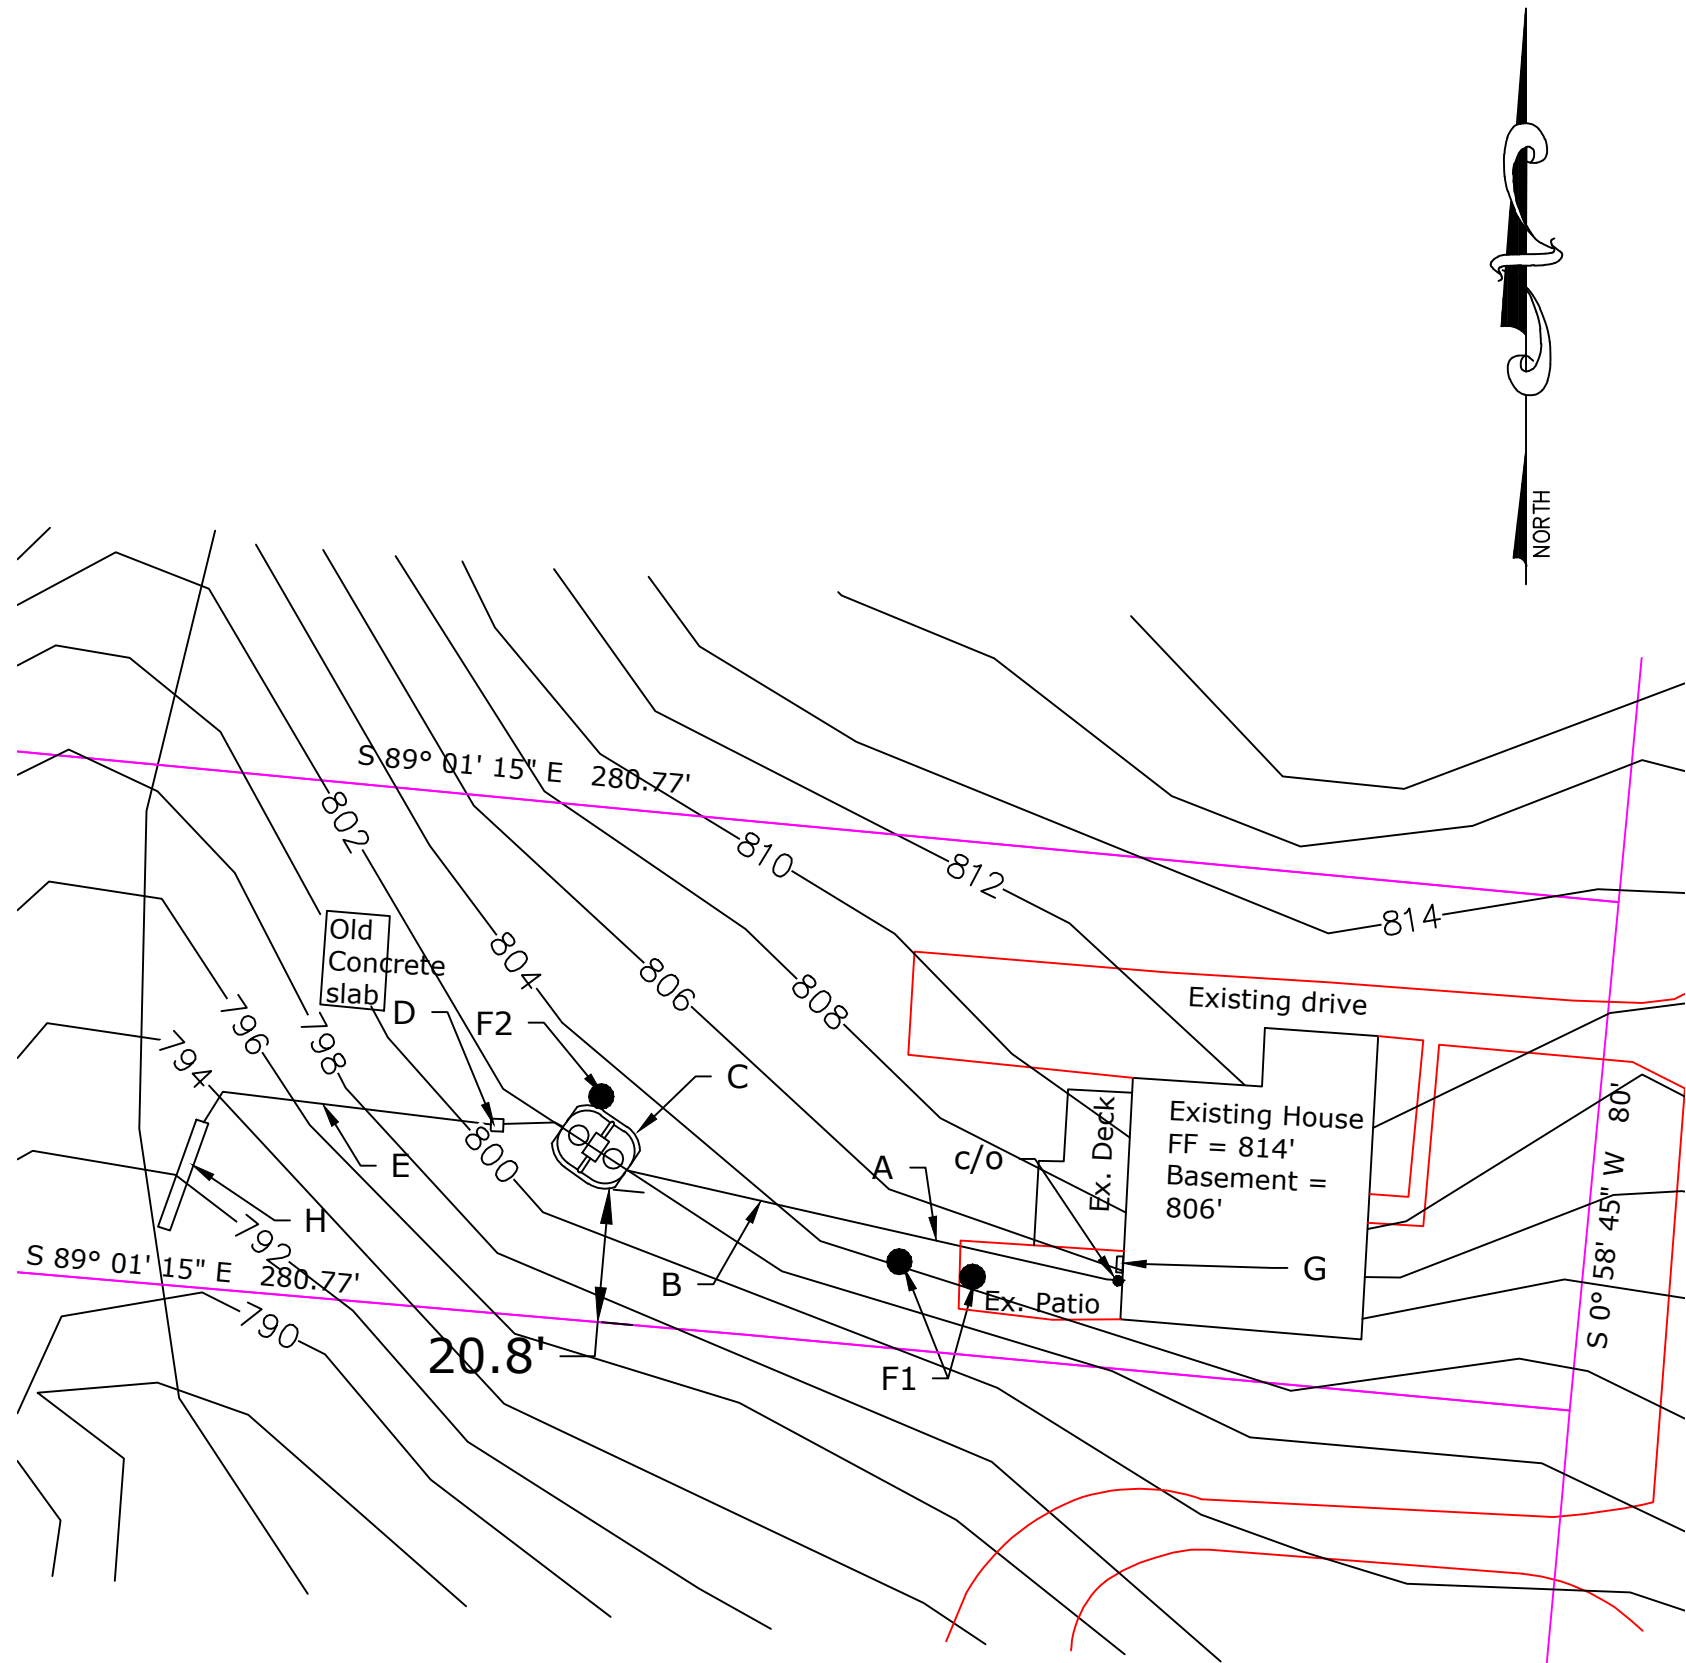 NORTH
S 89° 01' 15" E 280.77'
802
810
812
814
804
806
808
Old
Concrete
slab
D
F2
C
796
798
794
Existing drive
Existing House
FF = 814'
Basement =
806'
Ex. Deck
c/o
A
B
E
800
H
792
G
S 0° 58' 45" W 80'
S 89° 01' 15" E 280.77'
790
20.8'
Ex. Patio
F1